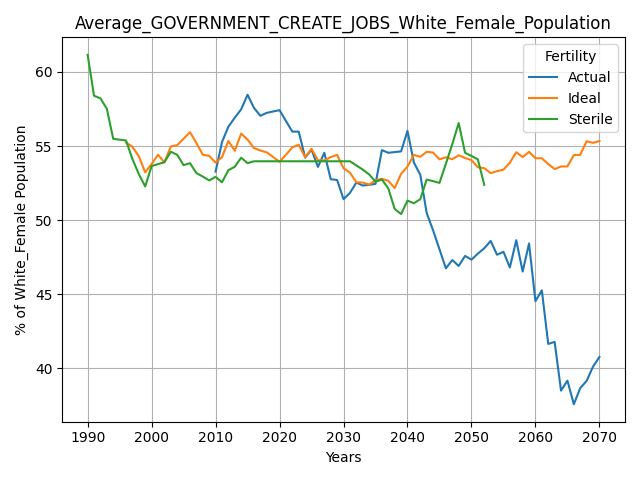 Average_GOVERNMENT_CREATE_JOBS_White_Female_Population
Fertility
Actual
Ideal
Sterile
% of White_Female Population
60
55
50
45
40
1990 2000 2010 2020 2030 2040 2050 2060 2070
Years